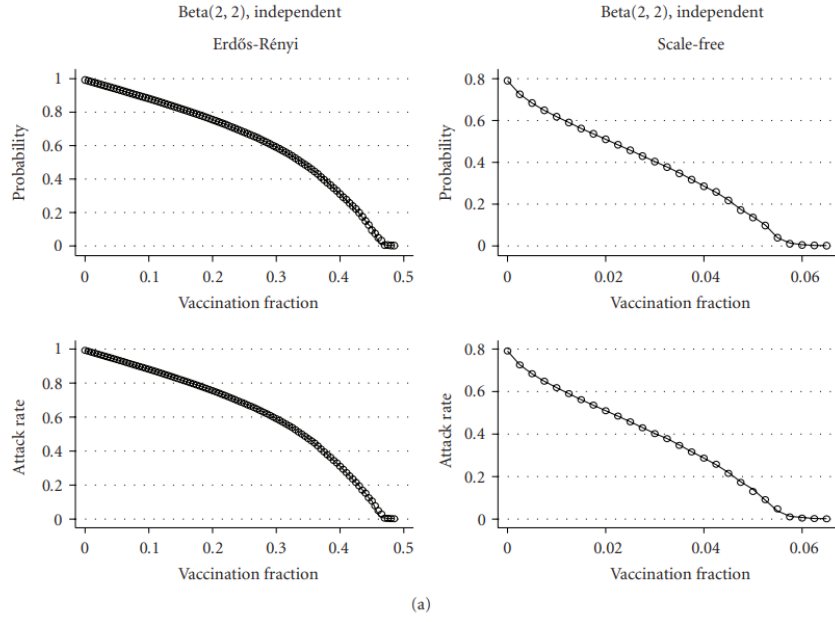 Beta(2, 2), independent
Erdős-Rényi
1
0.8
0.6
0.4
0.2
0
Probability
0 0.1 0.2 0.3 0.4 0.5
Vaccination fraction
Beta(2, 2), independent
Scale-free
0.8
0.6
0.4
0.2
0
Probability
0 0.02 0.04 0.06
Vaccination fraction
1
0.8
0.6
0.4
0.2
0
Attack rate
0 0.1 0.2 0.3 0.4 0.5
Vaccination fraction
0.8
0.6
0.4
0.2
0
Attack rate
0 0.02 0.04 0.06
Vaccination fraction
(a)